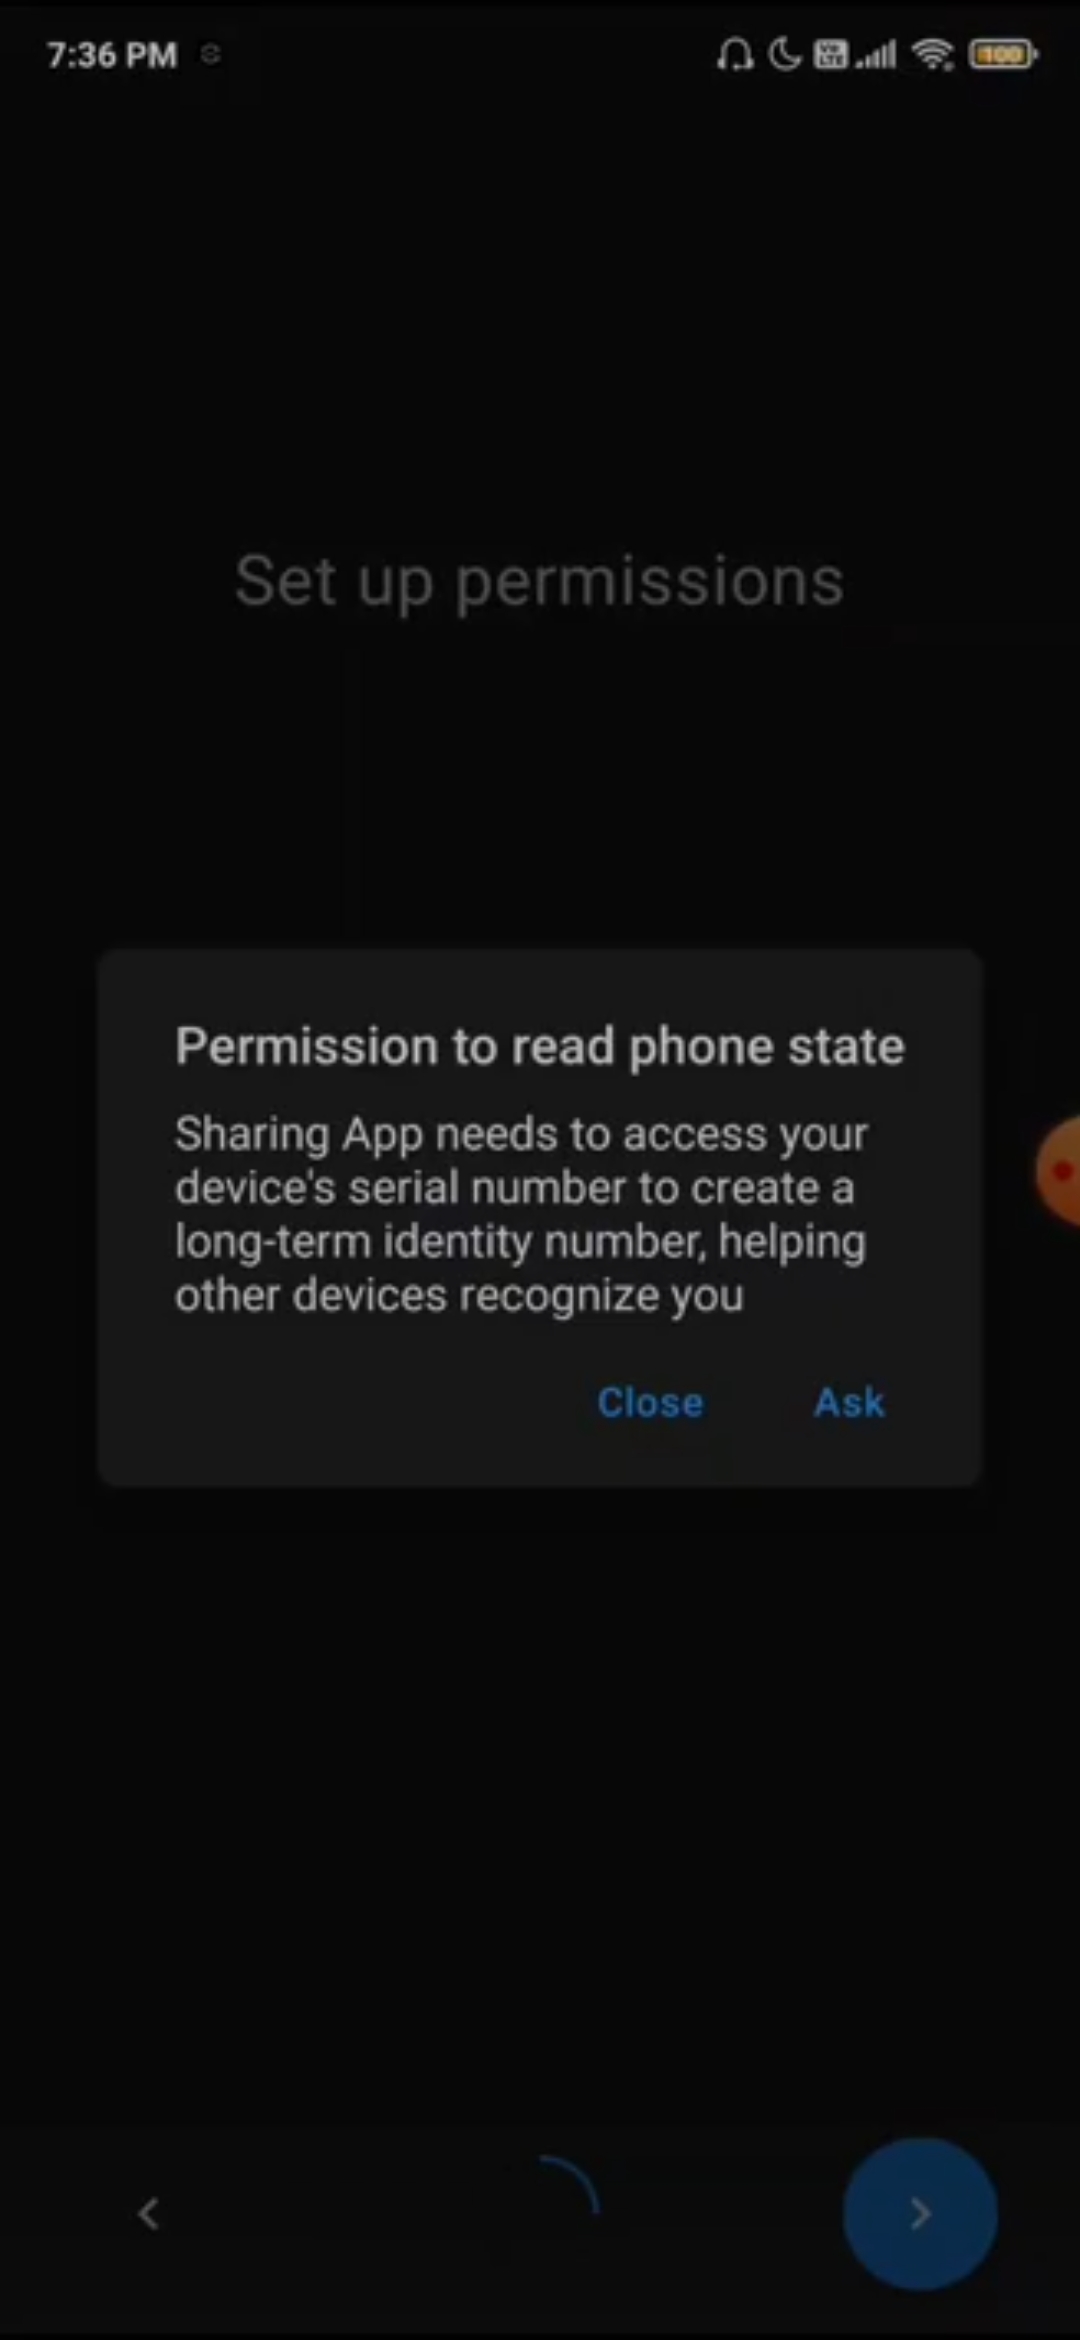 7:36 PM
100
Set up permissions
Permission to read phone state
Sharing App needs to access your
device's serial number to create a
long-term identity number, helping
other devices recognize you
Close Ask